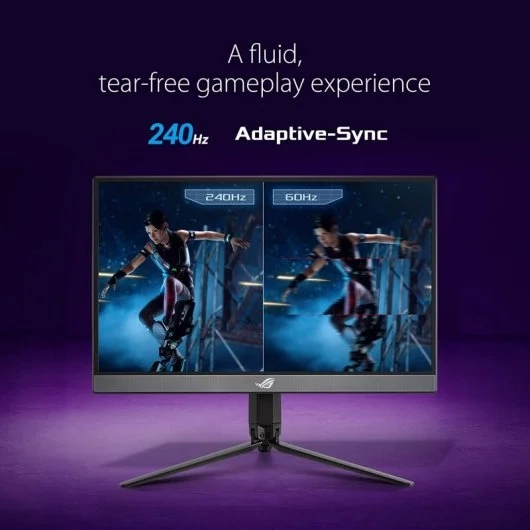 A fluid,
tear-free gameplay experience
240Hz Adaptive-Sync
240Hz 60Hz